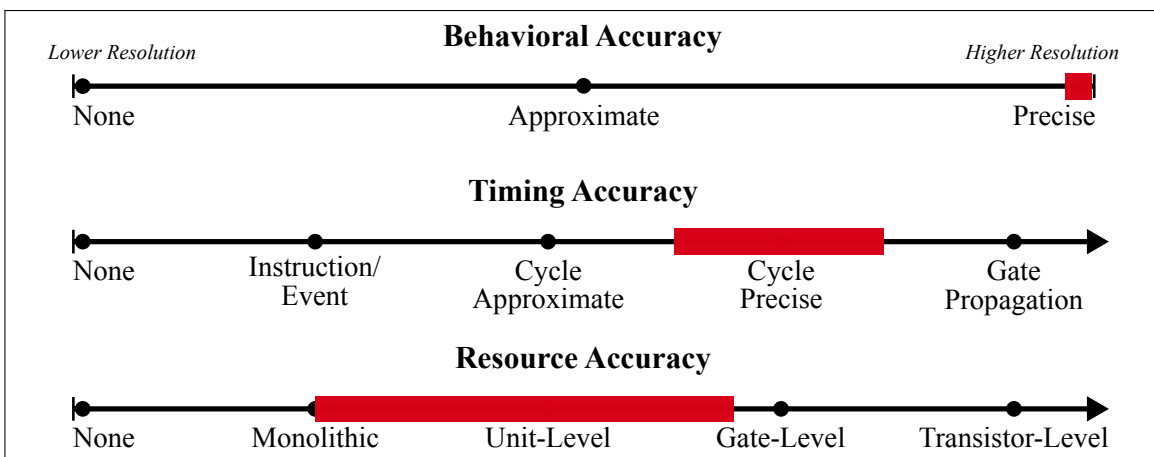 Behavioral Accuracy
Lower Resolution Higher Resolution
None Approximate Precise
Timing Accuracy
None Instruction/ Cycle Cycle Gate
Event Approximate Precise Propagation
Resource Accuracy
None Monolithic Unit-Level Gate-Level Transistor-Level